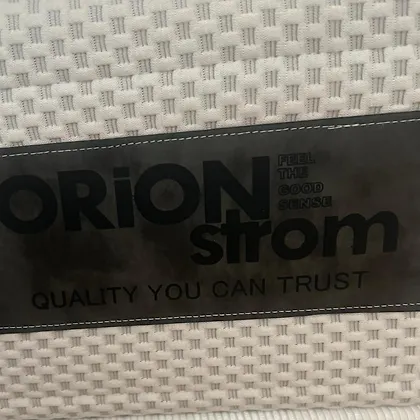 ORiON
FEEL
THE
GOOD
SENSE
strom
QUALITY YOU CAN TRUST